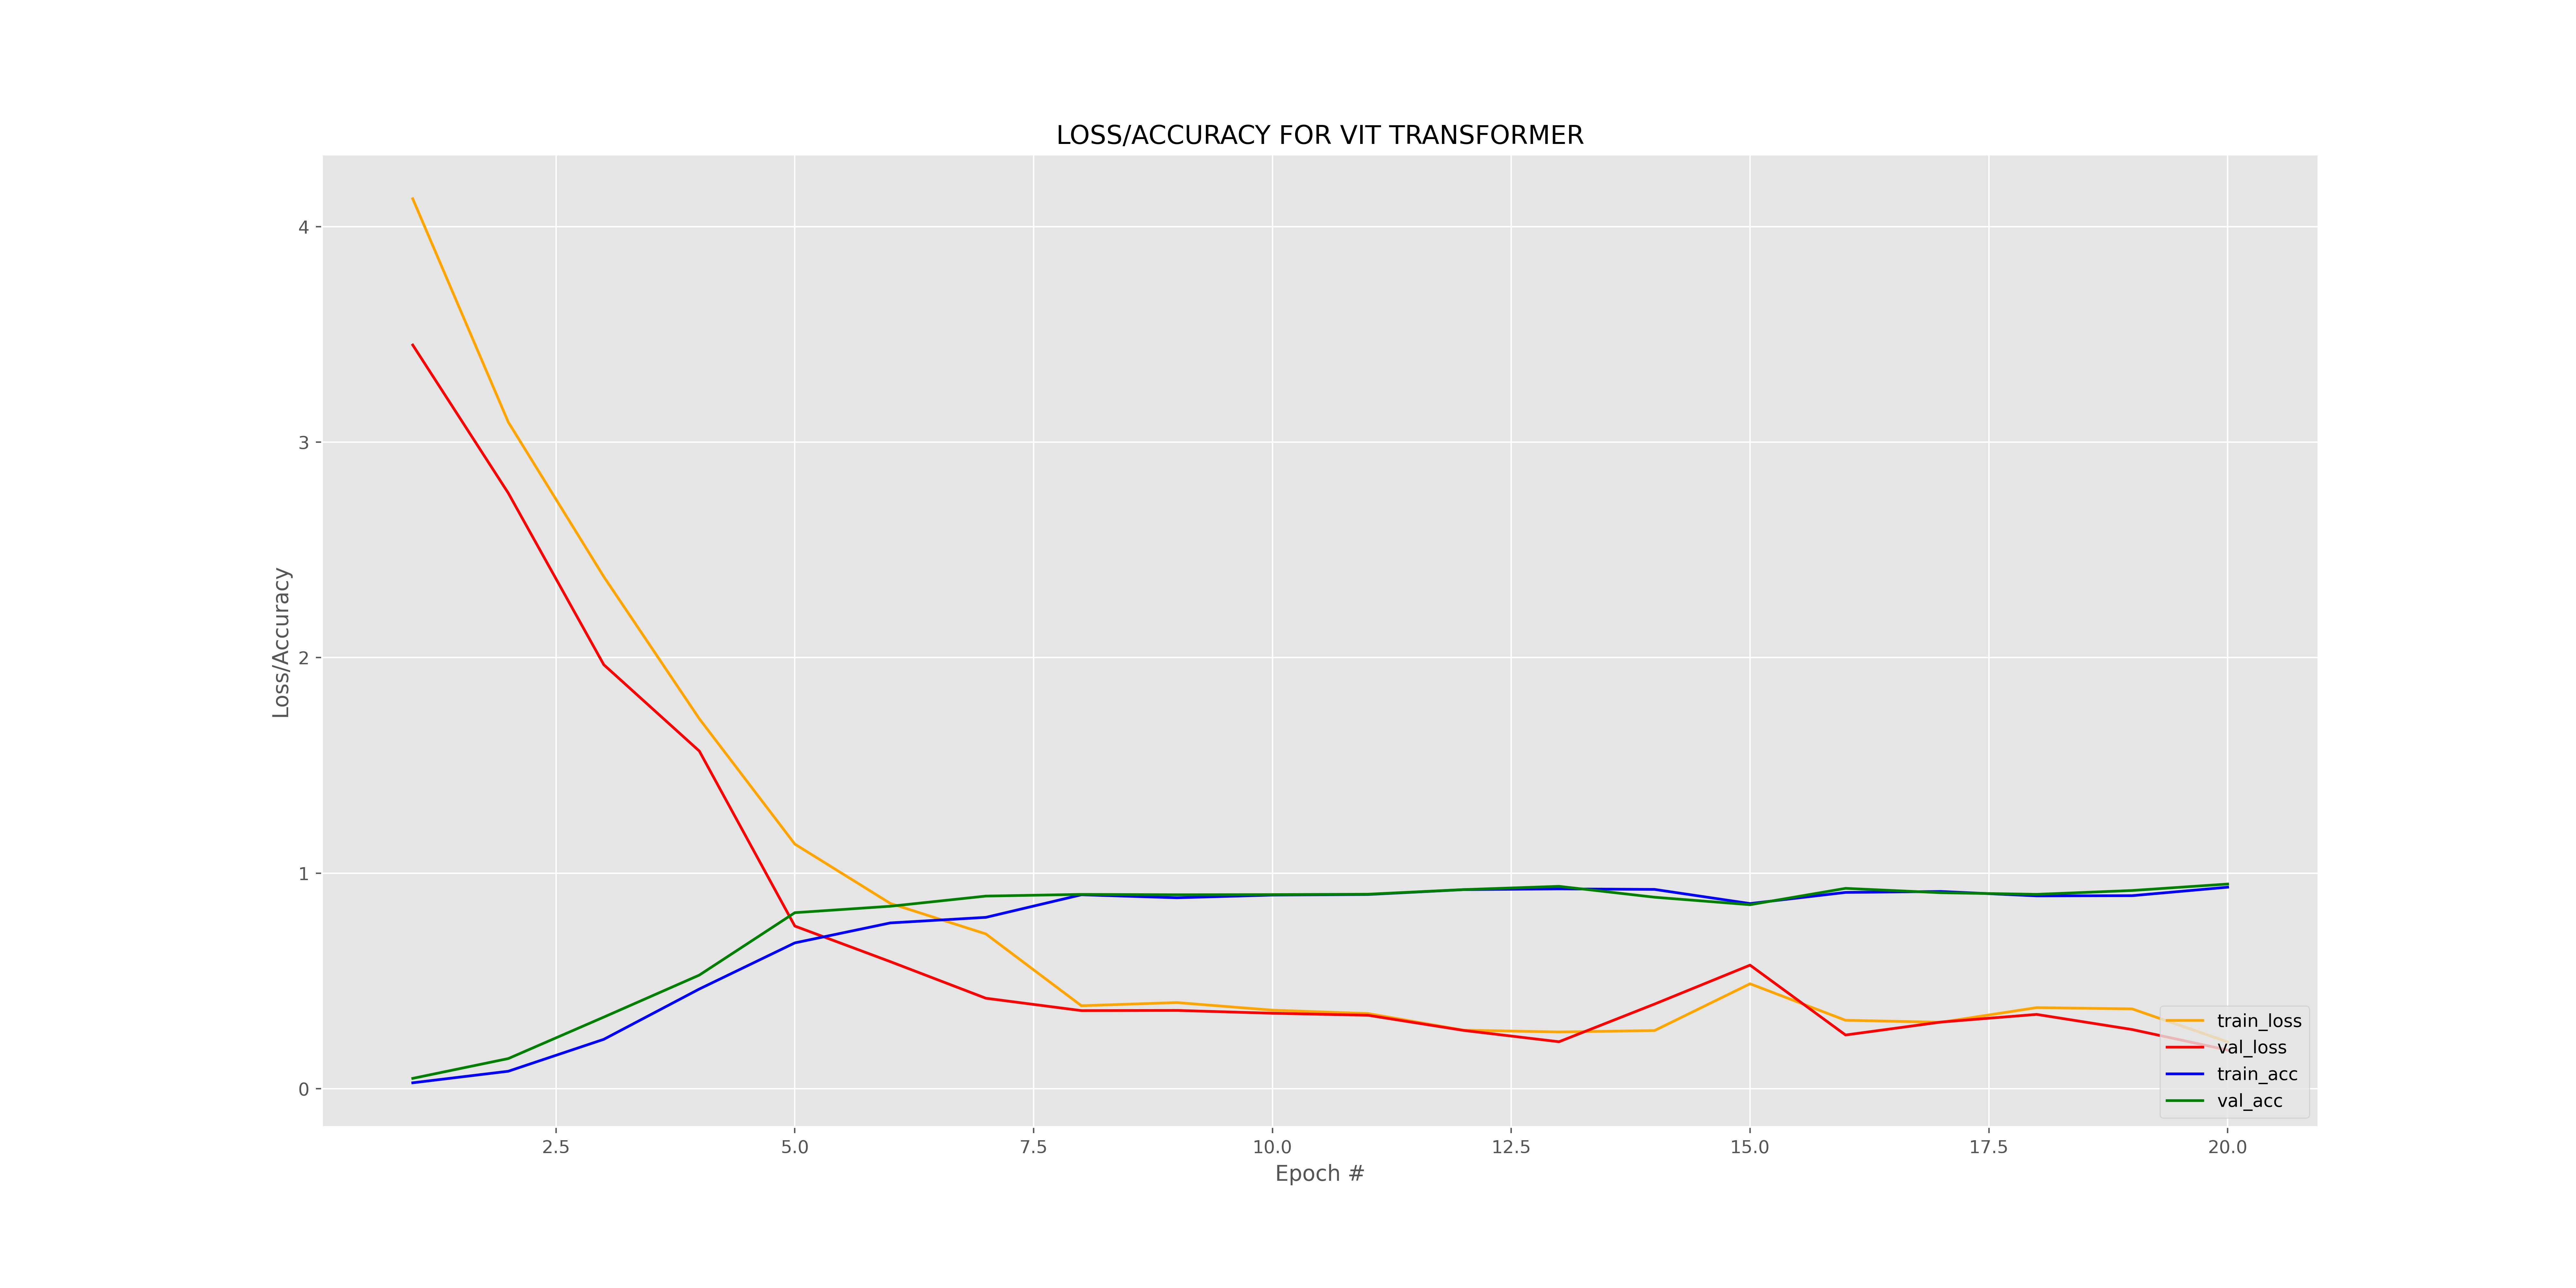 LOSS/ACCURACY FOR VIT TRANSFORMER
Loss/Accuracy
4
3
2
1
0
2.5 5.0 7.5 10.0 12.5 15.0 17.5 20.0
Epoch #
train_loss
val_loss
train_acc
val_acc